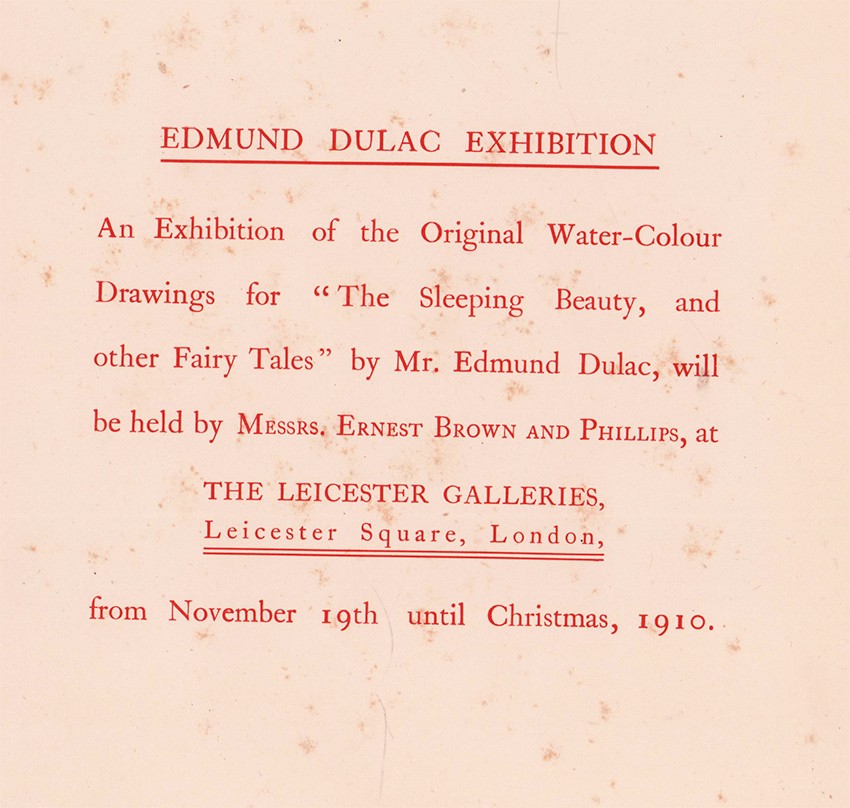 EDMUND DULAC EXHIBITION
An Exhibition of the Original Water-Colour
Drawings for “The Sleeping Beauty, and
other Fairy Tales” by Mr. Edmund Dulac, will
be held by Messrs. Ernest Brown and Phillips, at
THE LEICESTER GALLERIES,
Leicester Square, London,
from November 19th until Christmas, 1910.